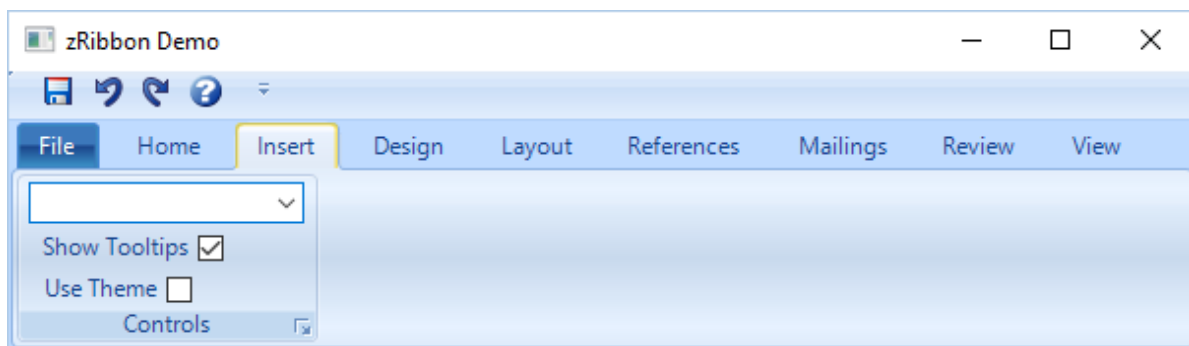 zRibbon Demo
File Home Insert Design Layout References Mailings Review View
Show Tooltips
Use Theme
Controls